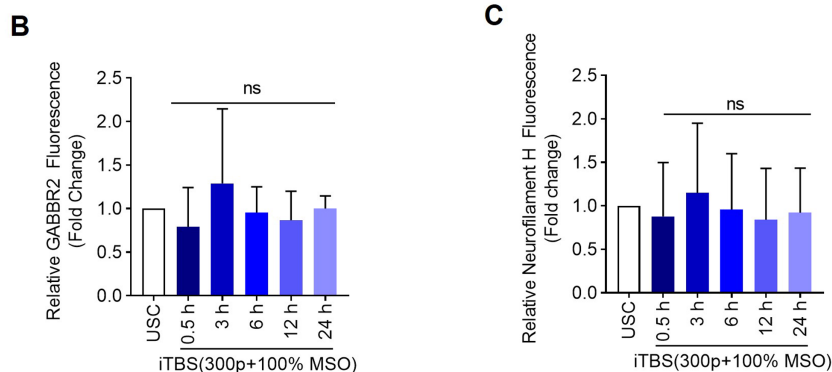 B
Relative GABBR2 Fluorescence
(Fold Change)
2.5
2.0
1.5
1.0
0.5
0.0
ns
USC
0.5 h
3 h
6 h
12 h
24 h
iTBS(300p+100% MSO)
C
Relative Neurofilament H Fluorescence
(Fold change)
2.5
2.0
1.5
1.0
0.5
0.0
ns
USC
0.5 h
3 h
6 h
12 h
24 h
iTBS(300p+100% MSO)